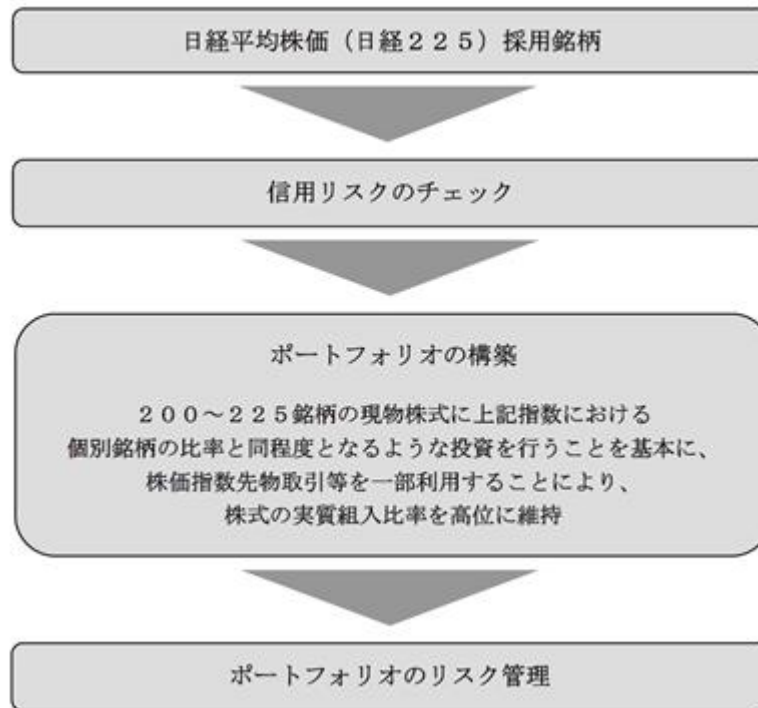 日経平均株価（日経２２５）採用銘柄
信用リスクのチェック
ポートフォリオの構築
２００～２２５銘柄の現物株式に上記指数における
個別銘柄の比率と同程度となるような投資を行うことを基本に、
株価指数先物取引等を一部利用することにより、
株式の実質組入比率を高位に維持
ポートフォリオのリスク管理